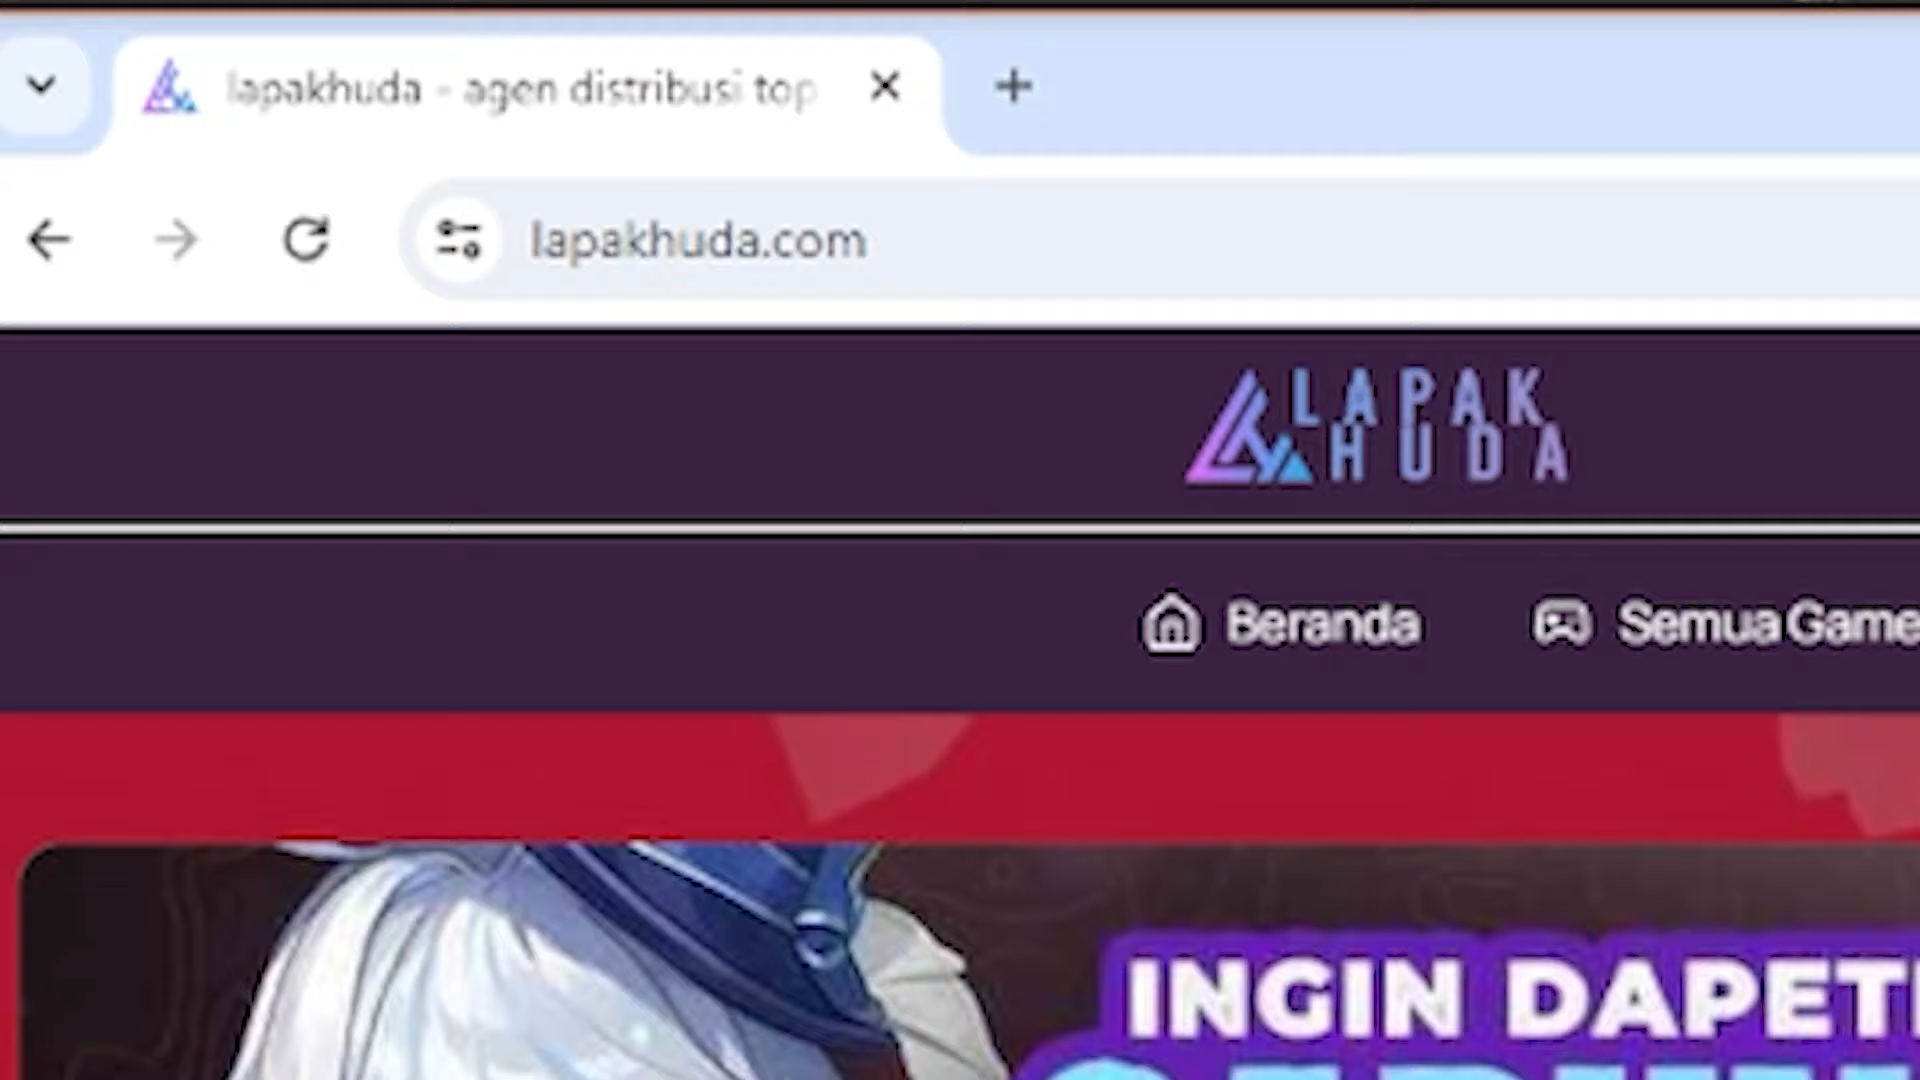 lapakhuda - agen distribusi top
lapakhuda.com
LAPAK
HUDA
Beranda
Semua Game
INGIN DAPET